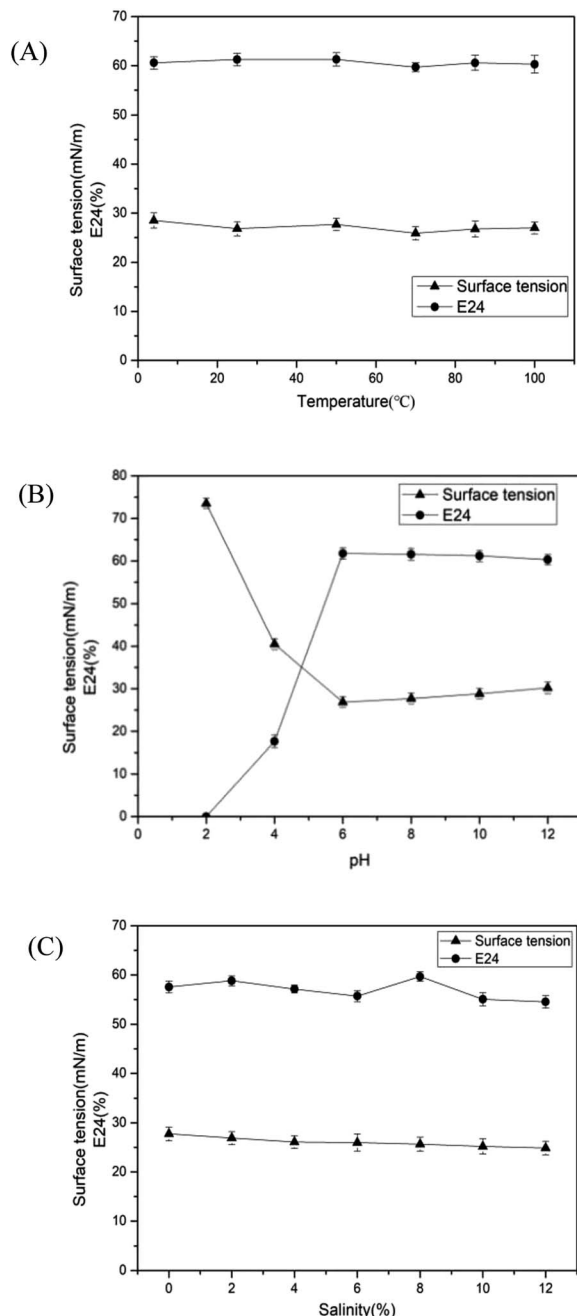 (A)
70
60
50
40
30
20
10
0
Surface tension(mN/m)
E24(%)
Surface tension
E24
0 20 40 60 80 100
Temperature(℃)
(B)
80
70
60
50
40
30
20
10
0
Surface tension(mN/m)
E24(%)
Surface tension
E24
0 2 4 6 8 10 12
pH
(C)
70
60
50
40
30
20
10
0
Surface tension(mN/m)
E24(%)
Surface tension
E24
0 2 4 6 8 10 12
Salinity(%)